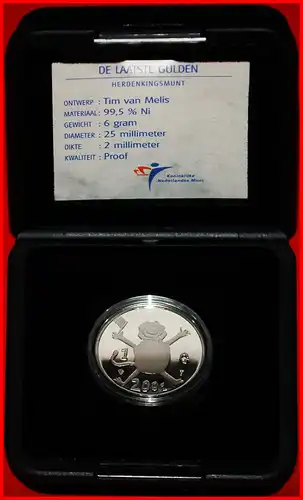 DE LAATSTE GULDEN
HERDENKINGSMUNT
ONTWERP : Tim van Melis
MATERIAAL : 99,5 % Ni
GEWICHT : 6 gram
DIAMETER : 25 millimeter
DIKTE : 2 millimeter
KWALITEIT : Proof
Koninklijke
Nederlandse Munt
1 G
2001